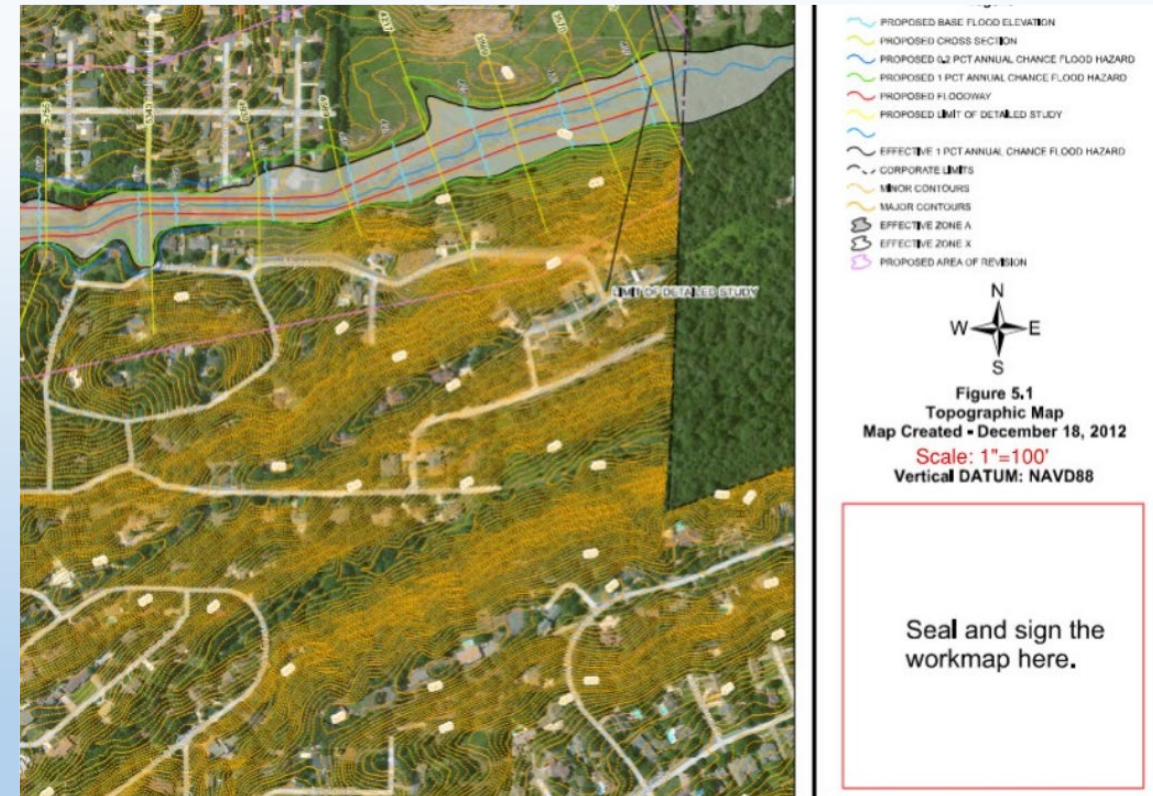 PROPOSED BASE FLOOD ELEVATION
PROPOSED CROSS SECTION
PROPOSED 0.2 PCT ANNUAL CHANCE FLOOD HAZARD
PROPOSED 1 PCT ANNUAL CHANCE FLOOD HAZARD
PROPOSED FLOODWAY
PROPOSED LIMIT OF DETAILED STUDY
EFFECTIVE 1 PCT ANNUAL CHANCE FLOOD HAZARD
CORPORATE LIMITS
MINOR CONTOURS
MAJOR CONTOURS
EFFECTIVE ZONE A
EFFECTIVE ZONE X
PROPOSED AREA OF REVISION
N
W E
S
Figure 5.1
Topographic Map
Map Created - December 18, 2012
Scale: 1"=100'
Vertical DATUM: NAVD88
Seal and sign the
workmap here.
LIMIT OF DETAILED STUDY